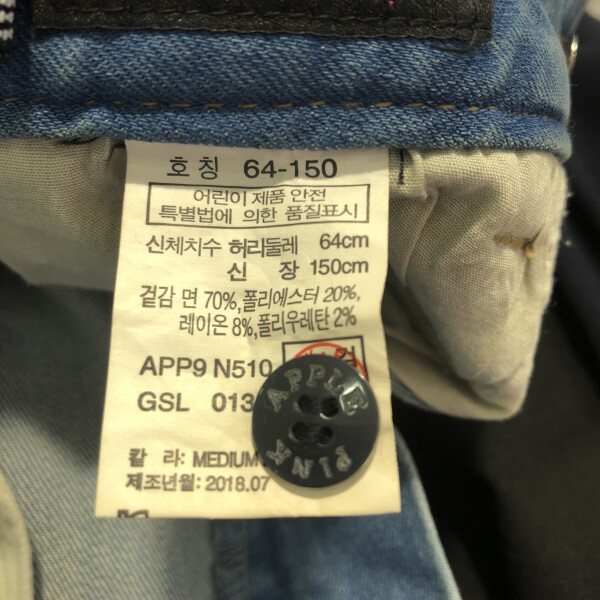 호칭 64-150
어린이 제품 안전
특별법에 의한 품질표시
신체치수 허리둘레 64cm
신 장 150cm
겉감 면 70%,폴리에스터 20%,
레이온 8%,폴리우레탄 2%
APP9 N510
GSL 013
APPLE
PINK
칼 라: MEDIUM
제조년월: 2018.07